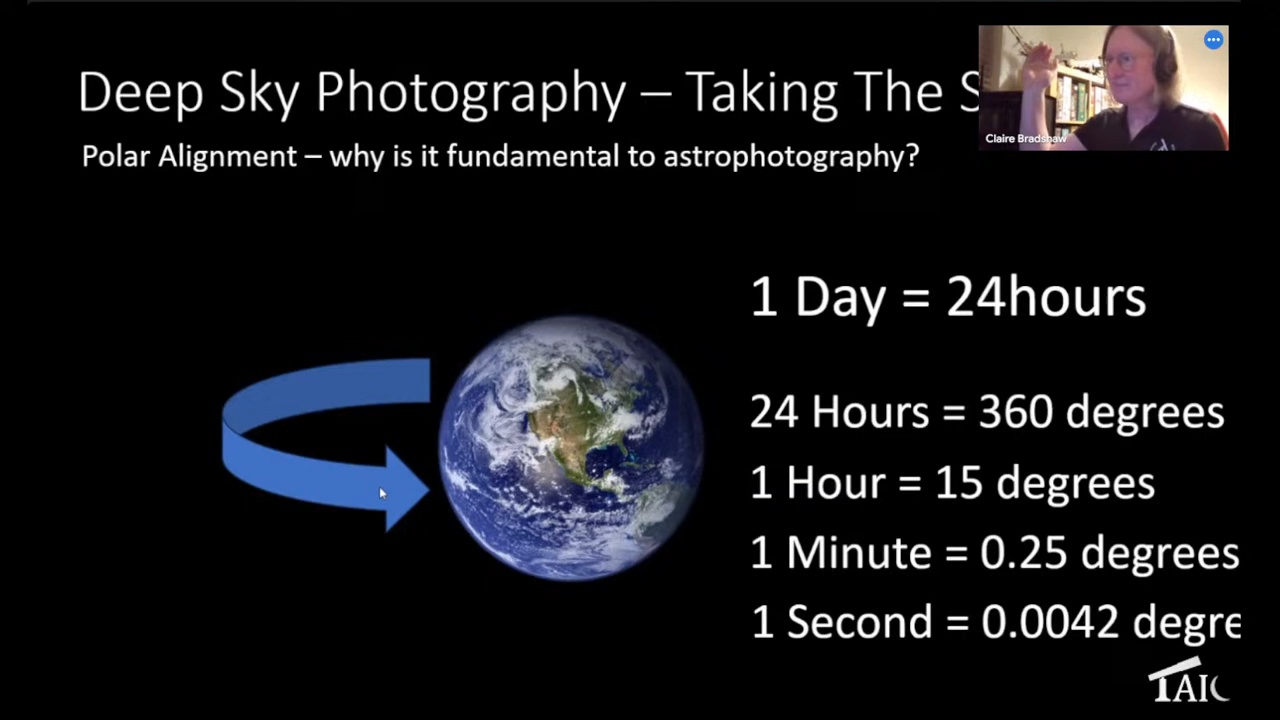 Deep Sky Photography – Taking The S
Claire Bradshaw
Polar Alignment – why is it fundamental to astrophotography?
1 Day = 24hours
24 Hours = 360 degrees
1 Hour = 15 degrees
1 Minute = 0.25 degrees
1 Second = 0.0042 degre
TAIC